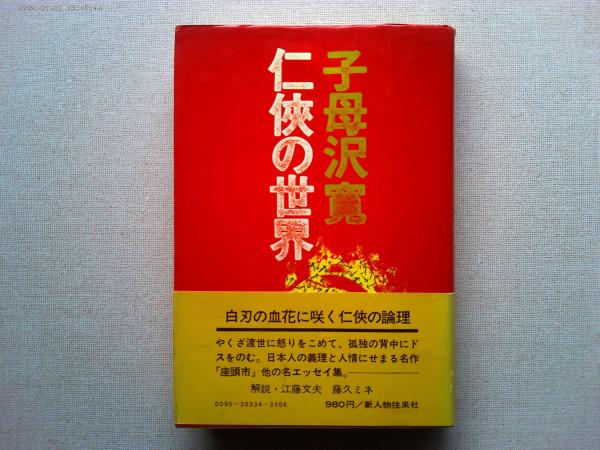 子母沢寛
仁俠の世界
白刃の血花に咲く仁俠の論理
やくざ渡世に怒りをこめて、孤独の背中にド
スをのむ。日本人の義理と人情にせまる名作
「座頭市」他の名エッセイ集。
解説・江藤文夫 藤久ミネ
0095-30334-3306
980円/新人物往来社